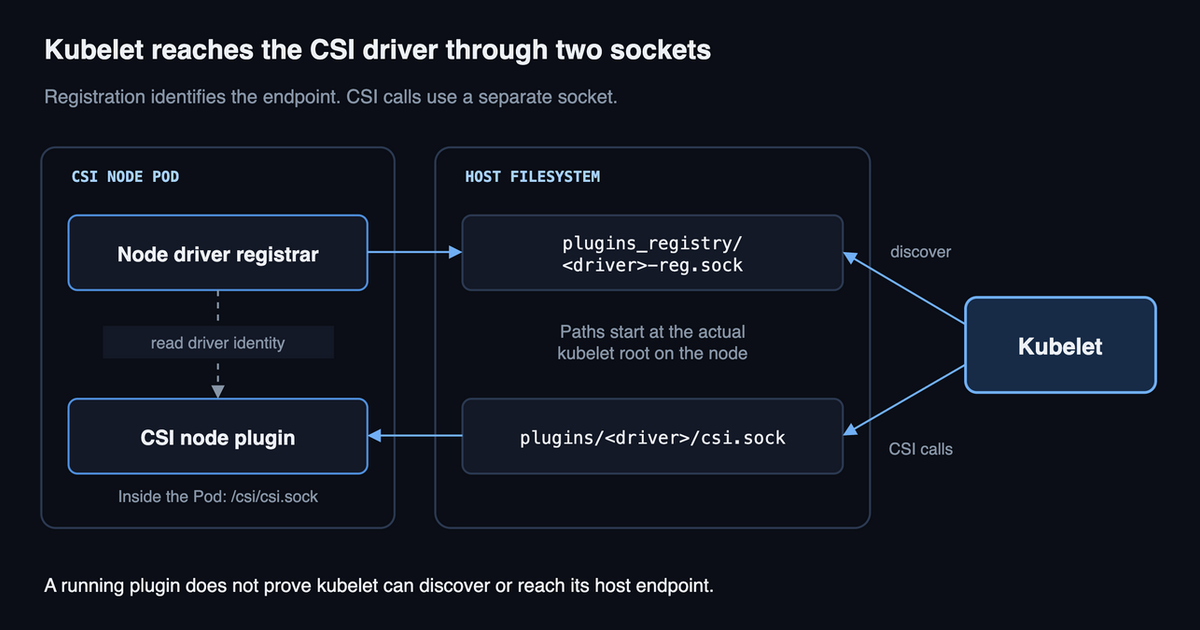 Kubelet reaches the CSI driver through two sockets
Registration identifies the endpoint. CSI calls use a separate socket.
CSI NODE POD
Node driver registrar
read driver identity
CSI node plugin
Inside the Pod: /csi/csi.sock
HOST FILESYSTEM
plugins_registry/
<driver>-reg.sock
Paths start at the actual
kubelet root on the node
plugins/<driver>/csi.sock
discover
Kubelet
CSI calls
A running plugin does not prove kubelet can discover or reach its host endpoint.